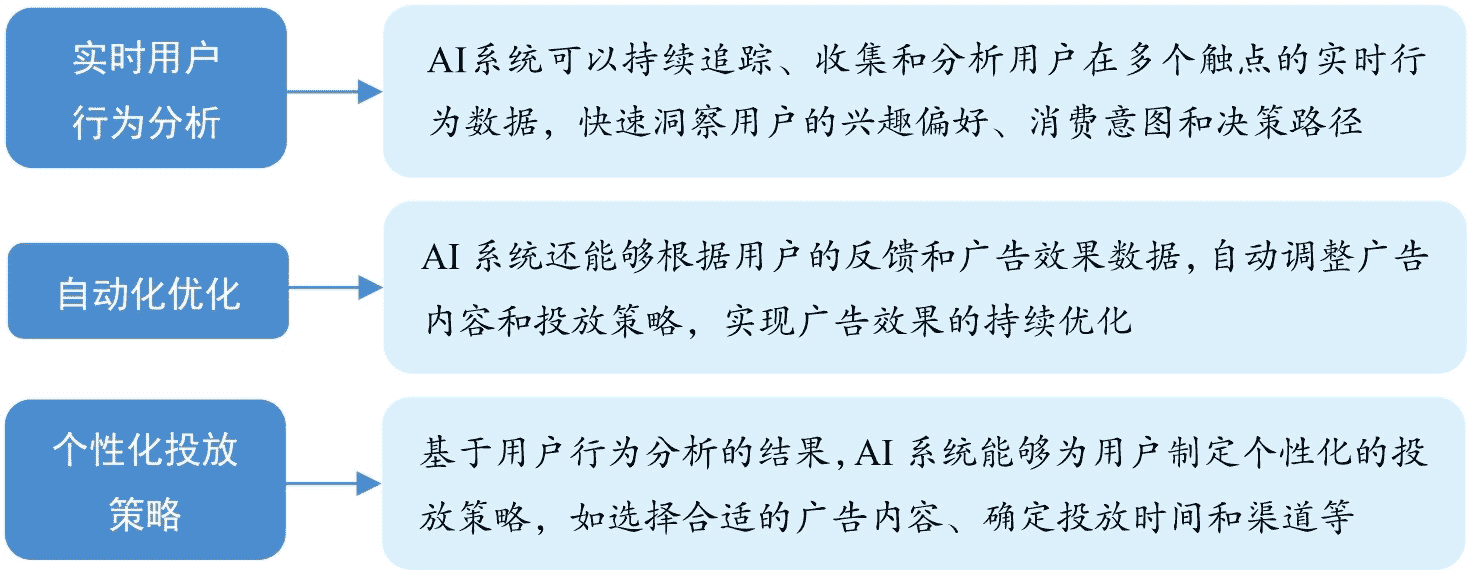 实时用户
行为分析
AI系统可以持续追踪、收集和分析用户在多个触点的实时行
为数据，快速洞察用户的兴趣偏好、消费意图和决策路径
自动化优化
AI 系统还能够根据用户的反馈和广告效果数据，自动调整广告
内容和投放策略，实现广告效果的持续优化
个性化投放
策略
基于用户行为分析的结果，AI 系统能够为用户制定个性化的投
放策略，如选择合适的广告内容、确定投放时间和渠道等